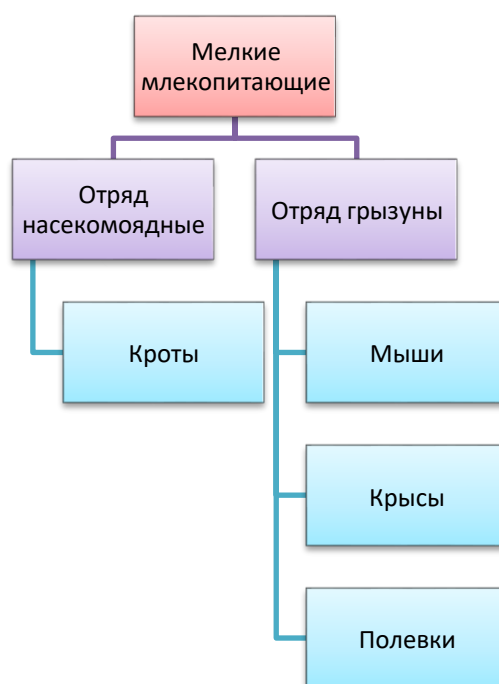 Мелкие
млекопитающие
Отряд
насекомоядные
Отряд грызуны
Кроты
Мыши
Крысы
Полевки